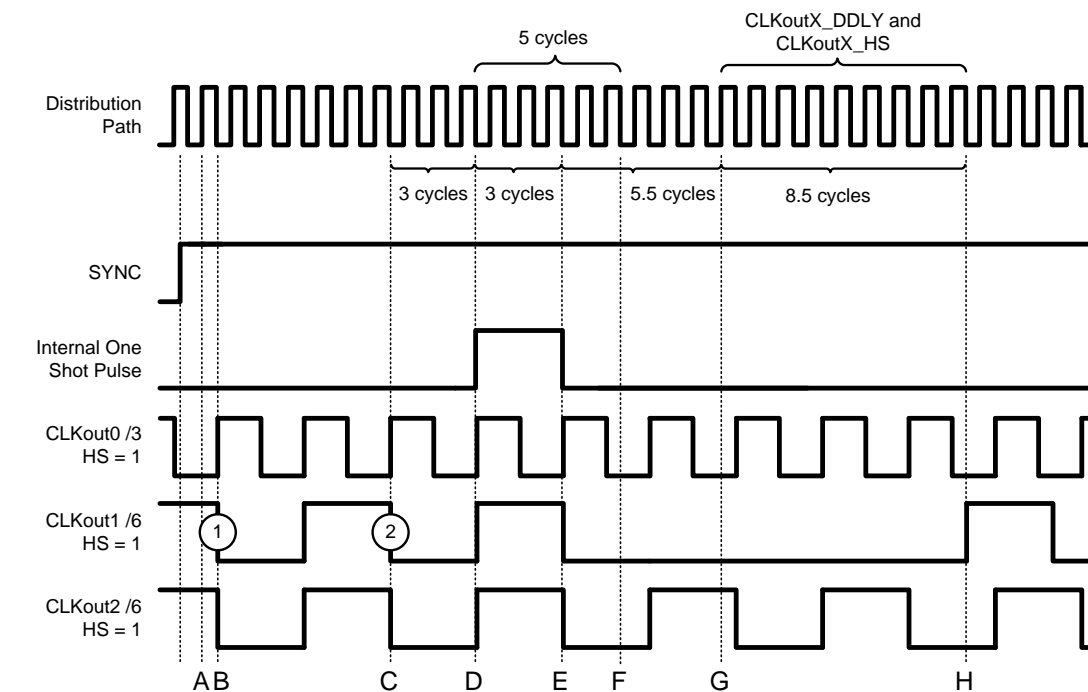 CLKoutX_DDLY and
CLKoutX_HS
5 cycles
Distribution
Path
3 cycles
3 cycles
5.5 cycles
8.5 cycles
SYNC
Internal One
Shot Pulse
CLKout0 /3
HS = 1
CLKout1 /6
HS = 1
1
2
CLKout2 /6
HS = 1
A B C D E F G H